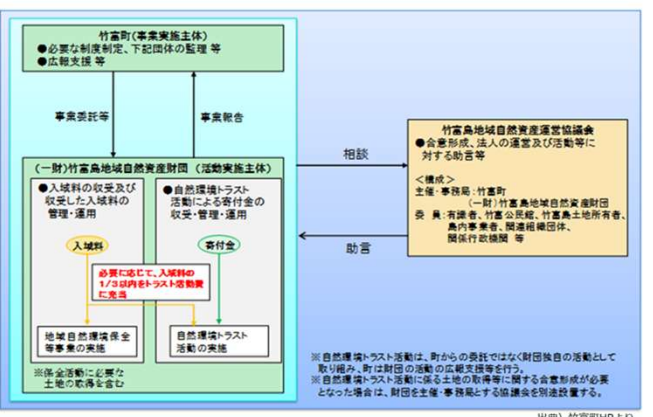 竹富町(事業実施主体)
●必要な制度制定、下記団体の監理 等
●広報支援 等
事業委託等
事業報告
(一財)竹富島地域自然資産財団 (活動実施主体)
●入域料の収受及び
収受した入域料の
管理・運用
●自然環境トラスト
活動による寄付金の
収受・管理・運用
入域料
寄付金
必要に応じて、入域料の
1/3以内をトラスト活動費
に充当
地域自然環境保全
等事業の実施
自然環境トラスト
活動の実施
※保全活動に必要な
土地の取得を含む
相談
助言
竹富島地域自然資産運営協議会
●合意形成、法人の運営及び活動等に
対する助言等
＜構成＞
主催・事務局:竹富町
(一財)竹富島地域自然資産財団
委 員:有識者、竹富公民館、竹富島土地所有者、
島内事業者、関連組織団体、
関係行政機関 等
※自然環境トラスト活動は、町からの委託ではなく財団独自の活動として
取り組み、町は財団の活動の広報支援等を行う。
※自然環境トラスト活動に係る土地の取得等に関する合意形成が必要
となった場合は、財団を主催・事務局とする協議会を別途設置する。
出典）竹富町HPより